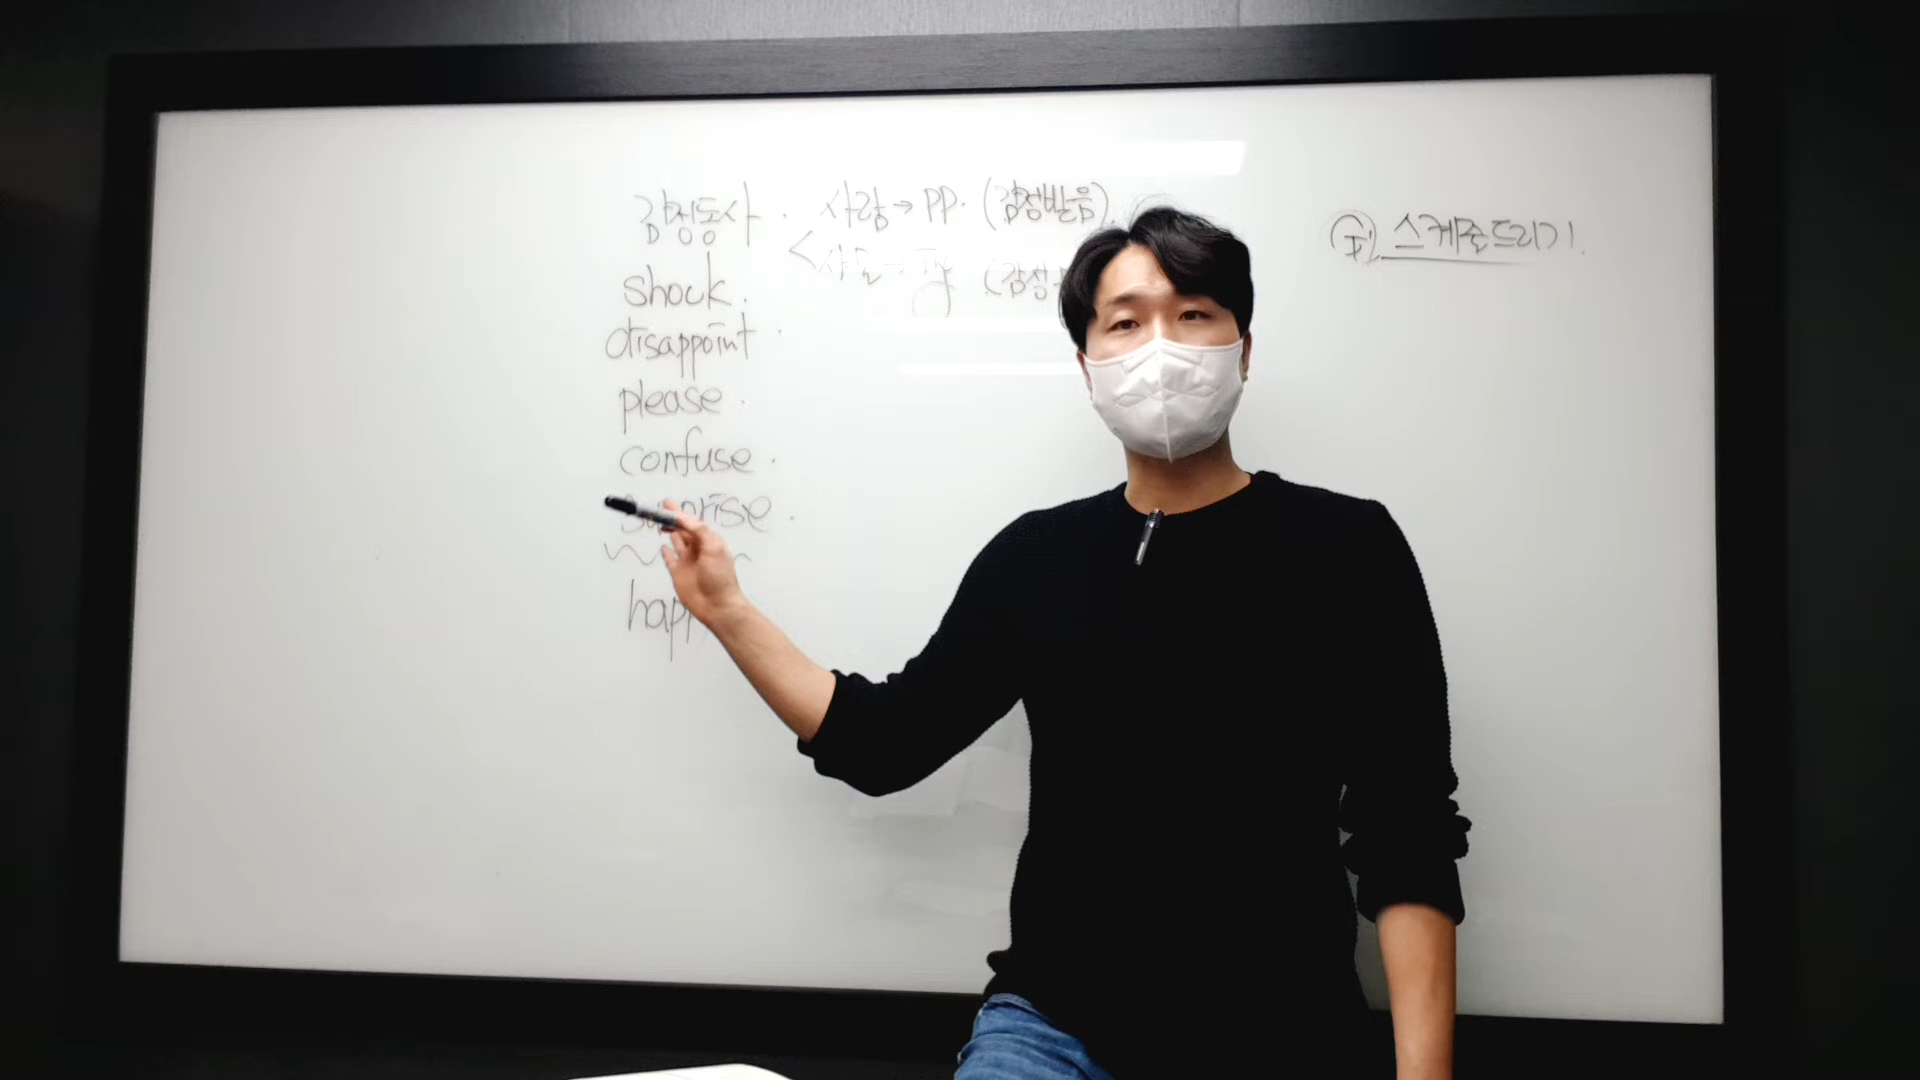 감정동사. 사람→PP. (감정받음).
< 사물→ing (감정
shock.
disappoint.
please.
confuse.
surprise.
happ
스케줄드리기.